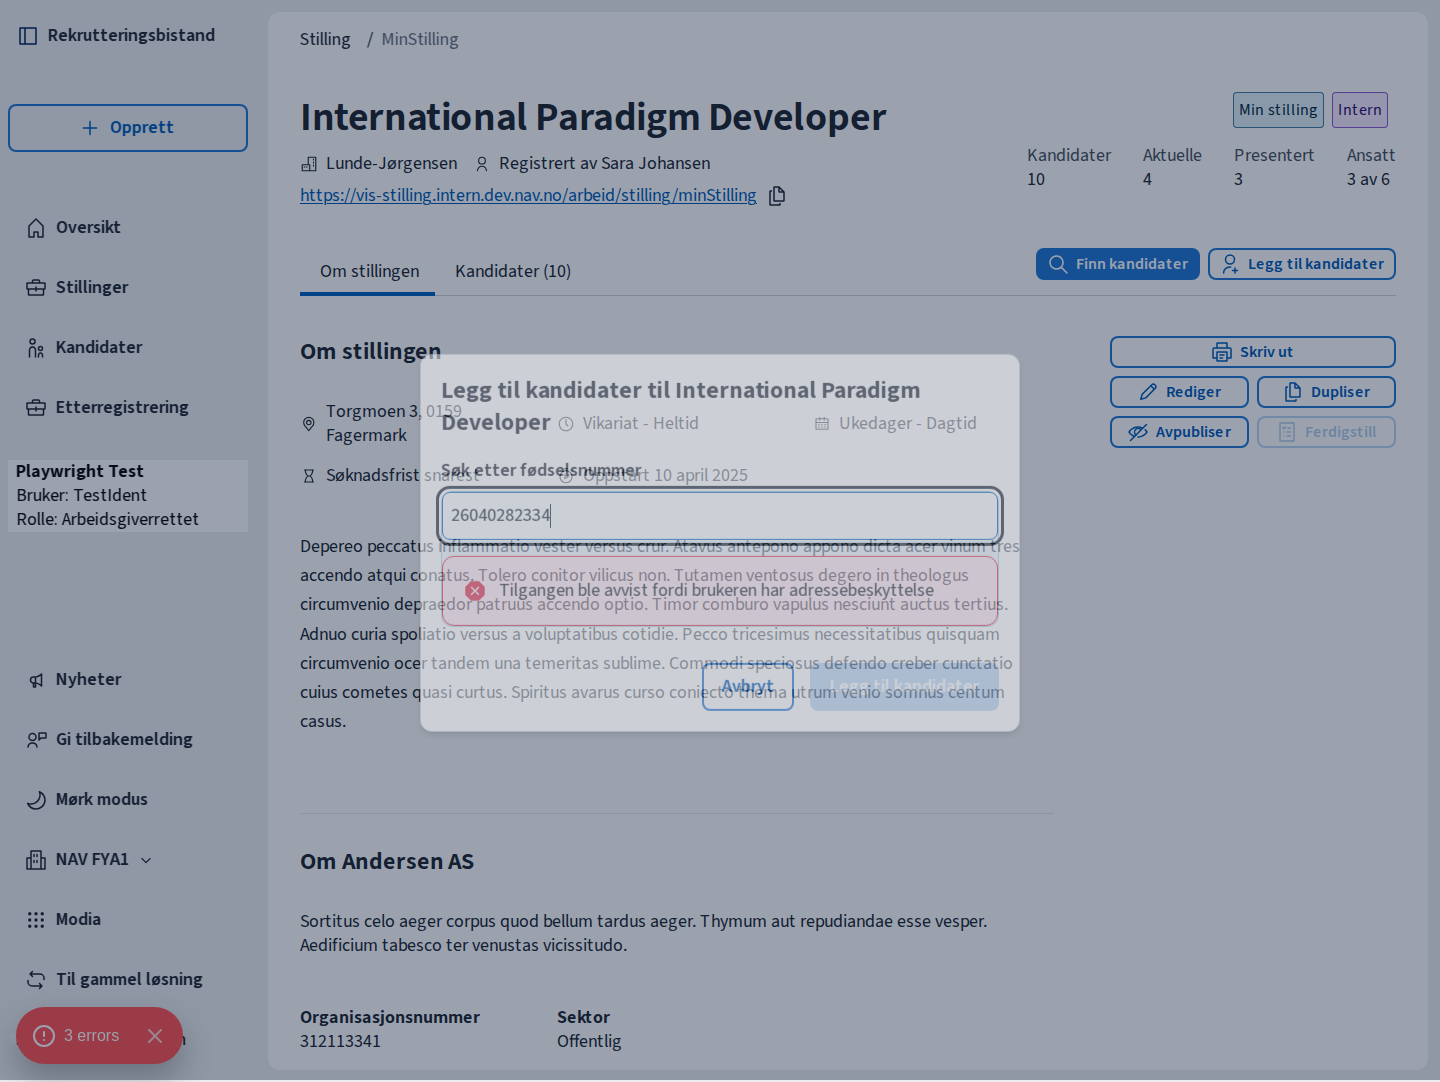 Rekrutteringsbistand
Opprett
Oversikt
Stillinger
Kandidater
Etterregistrering
Playwright Test
Bruker: TestIdent
Rolle: Arbeidsgiverrettet
Nyheter
Gi tilbakemelding
Mørk modus
NAV FYA1
Modia
Til gammel løsning
3 errors
Stilling / MinStilling
International Paradigm Developer
Min stilling
Intern
Lunde-Jørgensen Registrert av Sara Johansen
https://vis-stilling.intern.dev.nav.no/arbeid/stilling/minStilling
Kandidater Aktuelle Presentert Ansatt
10 4 3 3 av 6
Om stillingen Kandidater (10)
Finn kandidater
Legg til kandidater
Om stillingen
Skriv ut
Rediger
Dupliser
Avpubliser
Ferdigstill
Torgmoen 3, 0159
Fagermark
Vikariat - Heltid
Ukedager - Dagtid
Søknadsfrist snarest
Oppstart 10 april 2025
Depereo peccatus inflammatio vester versus crur. Atavus antepono appono dicta acer vinum tres
accendo atqui conatus. Tolero conitor vilicus non. Tutamen ventosus degero in theologus
circumvenio depraedor patruus accendo optio. Timor comburo vapulus nesciunt auctus tertius.
Adnuo curia spoliatio versus a voluptatibus cotidie. Pecco tricesimus necessitatibus quisquam
circumvenio ocer tandem una temeritas sublime. Commodi speciosus defendo creber cunctatio
cuius cometes quasi curtus. Spiritus avarus curso coniecto thema utrum venio somnus centum
casus.
Legg til kandidater til International Paradigm
Developer
Søk etter fødselsnummer
26040282334
Tilgangen ble avvist fordi brukeren har adressebeskyttelse
Avbryt
Legg til kandidater
Om Andersen AS
Sortitus celo aeger corpus quod bellum tardus aeger. Thymum aut repudiandae esse vesper.
Aedificium tabesco ter venustas vicissitudo.
Organisasjonsnummer
312113341
Sektor
Offentlig